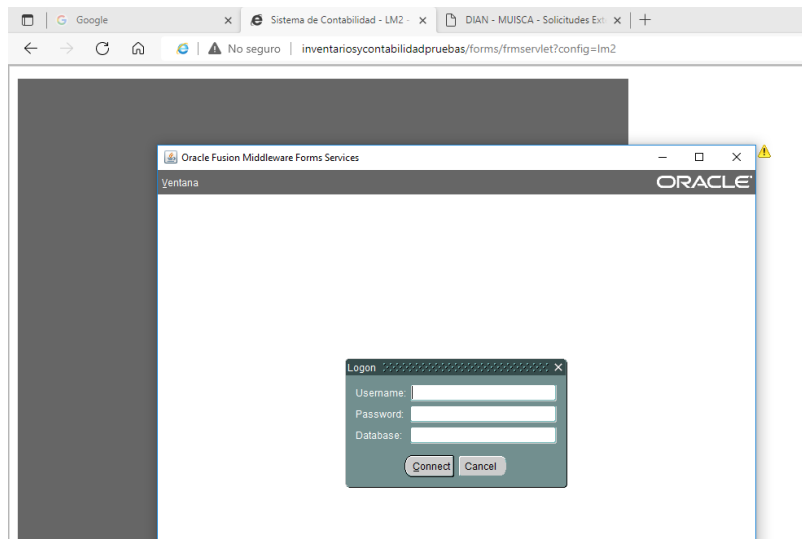 Google
Sistema de Contabilidad - LM2 -
DIAN - MUISCA - Solicitudes Ext
No seguro | inventariosycontabilidadpruebas/forms/frmservlet?config=lm2
Oracle Fusion Middleware Forms Services
Ventana
ORACLE
Logon
Username:
Password:
Database:
Connect Cancel